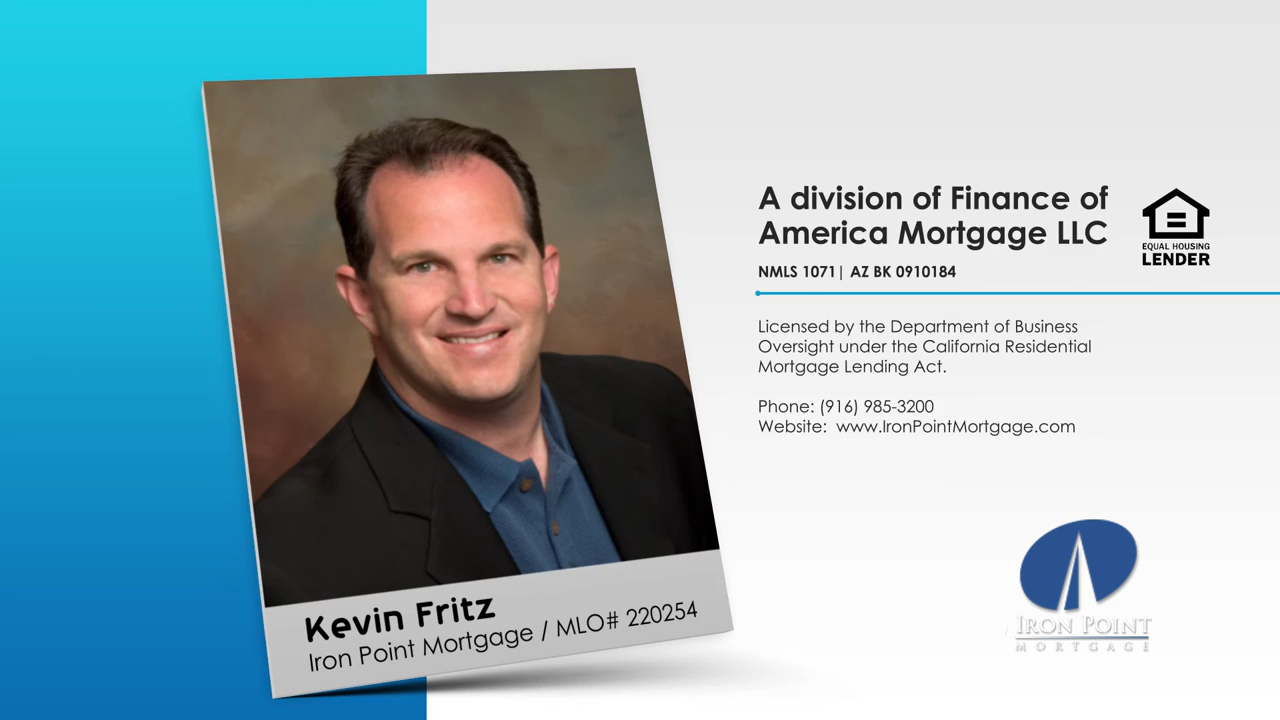 A division of Finance of
America Mortgage LLC
NMLS 1071| AZ BK 0910184
EQUAL HOUSING
LENDER
Licensed by the Department of Business
Oversight under the California Residential
Mortgage Lending Act.
Phone: (916) 985-3200
Website: www.IronPointMortgage.com
Kevin Fritz
Iron Point Mortgage / MLO# 220254
IRON POINT
MORTGAGE